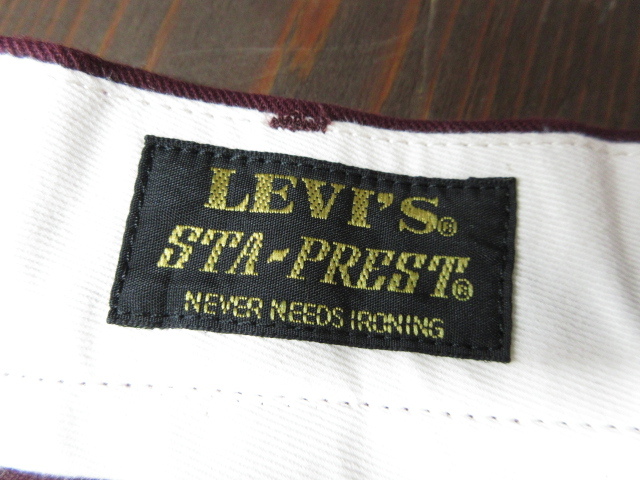 LEVI'S®
STA-PREST®
NEVER NEEDS IRONING